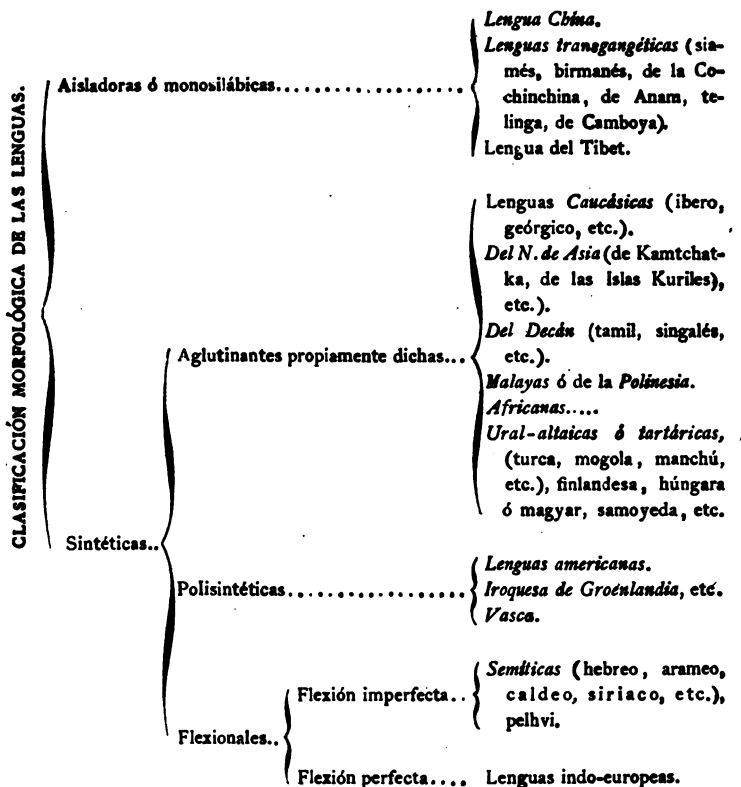 CLASIFICACIÓN MORFOLÓGICA DE LAS LENGUAS.
Aisladoras ó monosilábicas....................
Lengua China.
Lenguas transgangéticas (sia-
més, birmanés, de la Co-
chinchina, de Anam, te-
linga, de Camboya).
Lengua del Tibet.
Sintéticas..
Aglutinantes propiamente dichas...
Lenguas Caucásicas (ibero,
geórgico, etc.).
Del N. de Asia (de Kamtchat-
ka, de las Islas Kuriles),
etc.).
Del Decán (tamil, singalés,
etc.).
Malayas ó de la Polinesia.
Africanas.....
Ural-altaicas ó tartáricas,
(turca, mogola, manchú,
etc.), finlandesa, húngara
ó magyar, samoyeda, etc.
Polisintéticas...................
Lenguas americanas.
Iroquesa de Groénlandia, etc.
Vasca.
Flexionales..
Flexión imperfecta..
Semíticas (hebreo, arameo,
caldeo, siriaco, etc.),
pelhvi.
Flexión perfecta....
Lenguas indo-europeas.